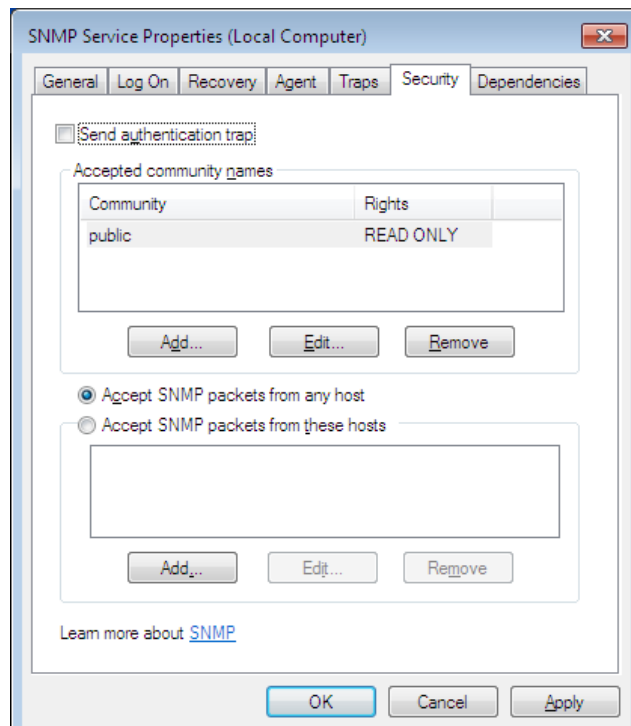 SNMP Service Properties (Local Computer)
General Log On Recovery Agent Traps Security Dependencies
Send authentication trap
Accepted community names
Community Rights
public READ ONLY
Add... Edit... Remove
Accept SNMP packets from any host
Accept SNMP packets from these hosts
Add... Edit... Remove
Learn more about SNMP
OK Cancel Apply